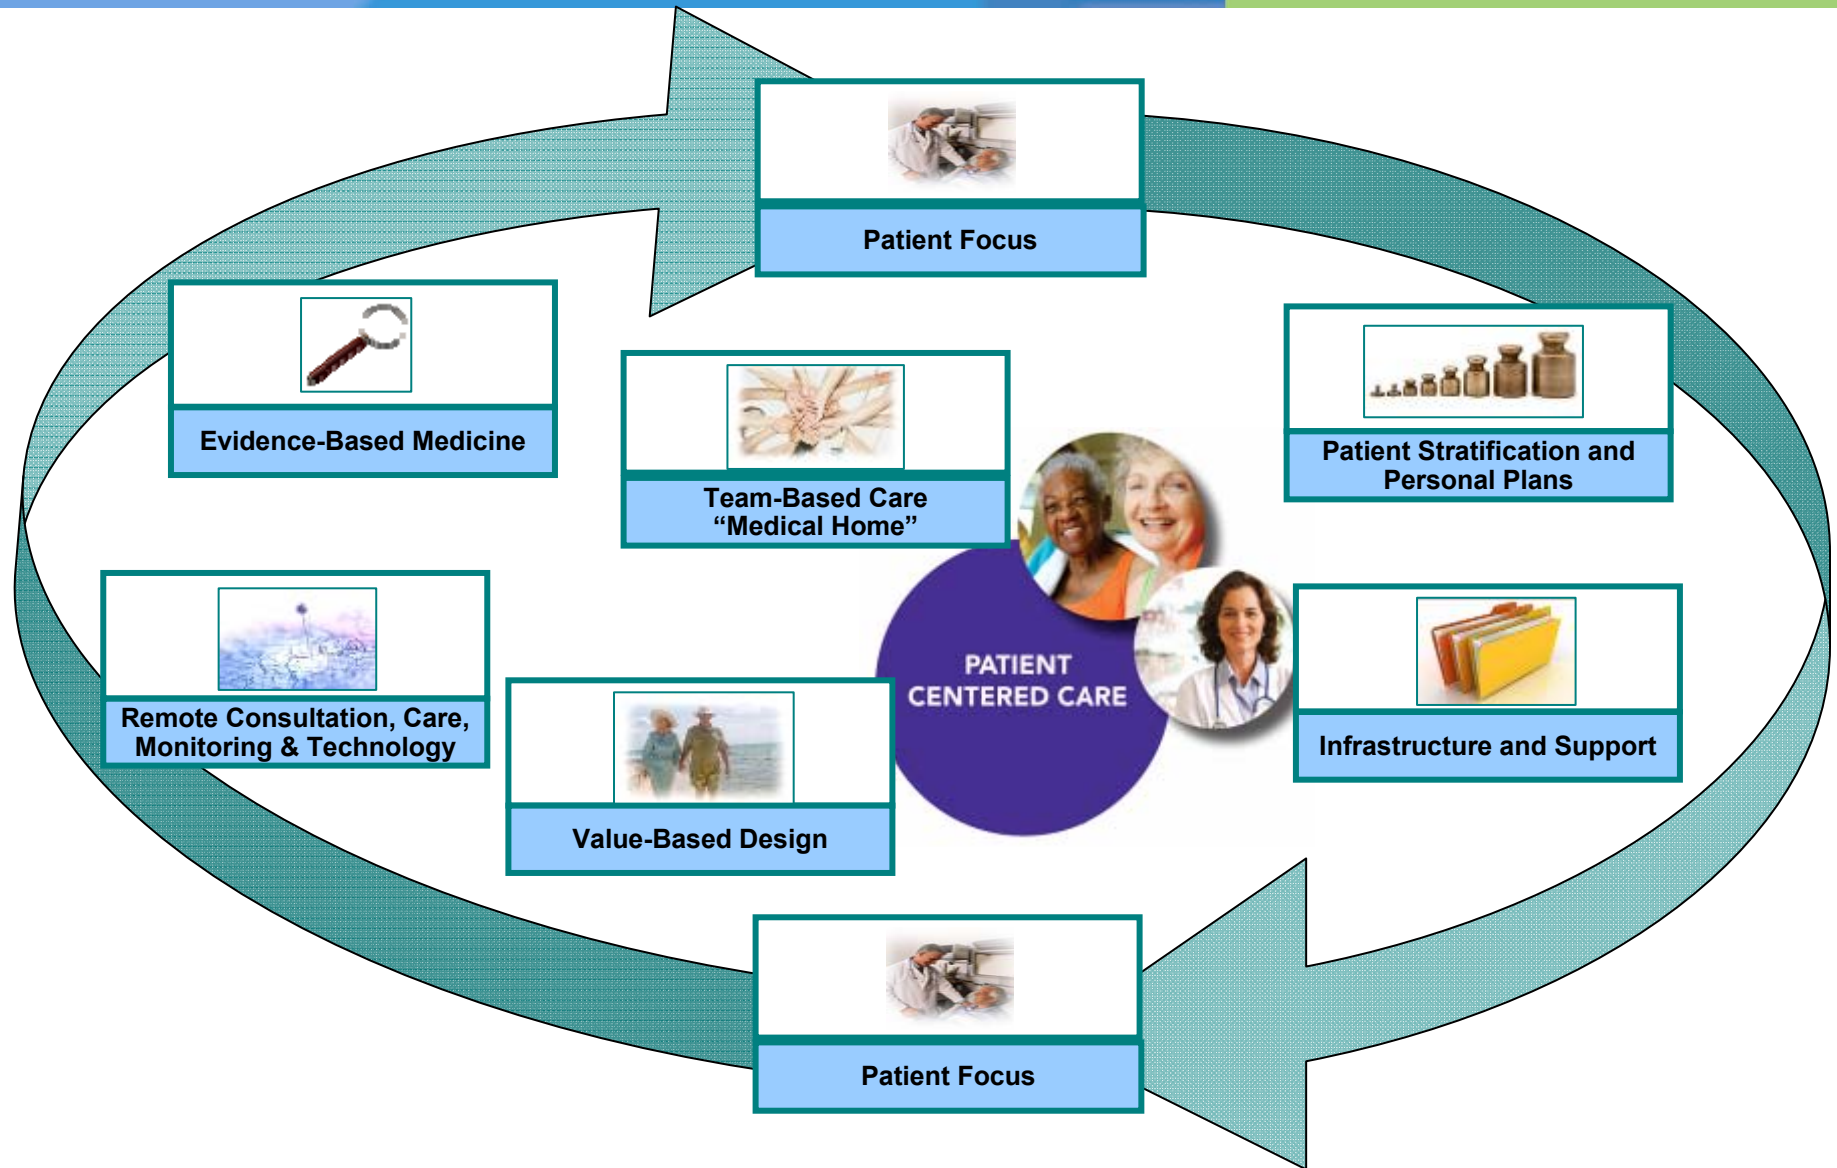 Patient Focus
Evidence-Based Medicine
Team-Based Care
“Medical Home”
Patient Stratification and
Personal Plans
PATIENT
CENTERED CARE
Remote Consultation, Care,
Monitoring & Technology
Infrastructure and Support
Value-Based Design
Patient Focus